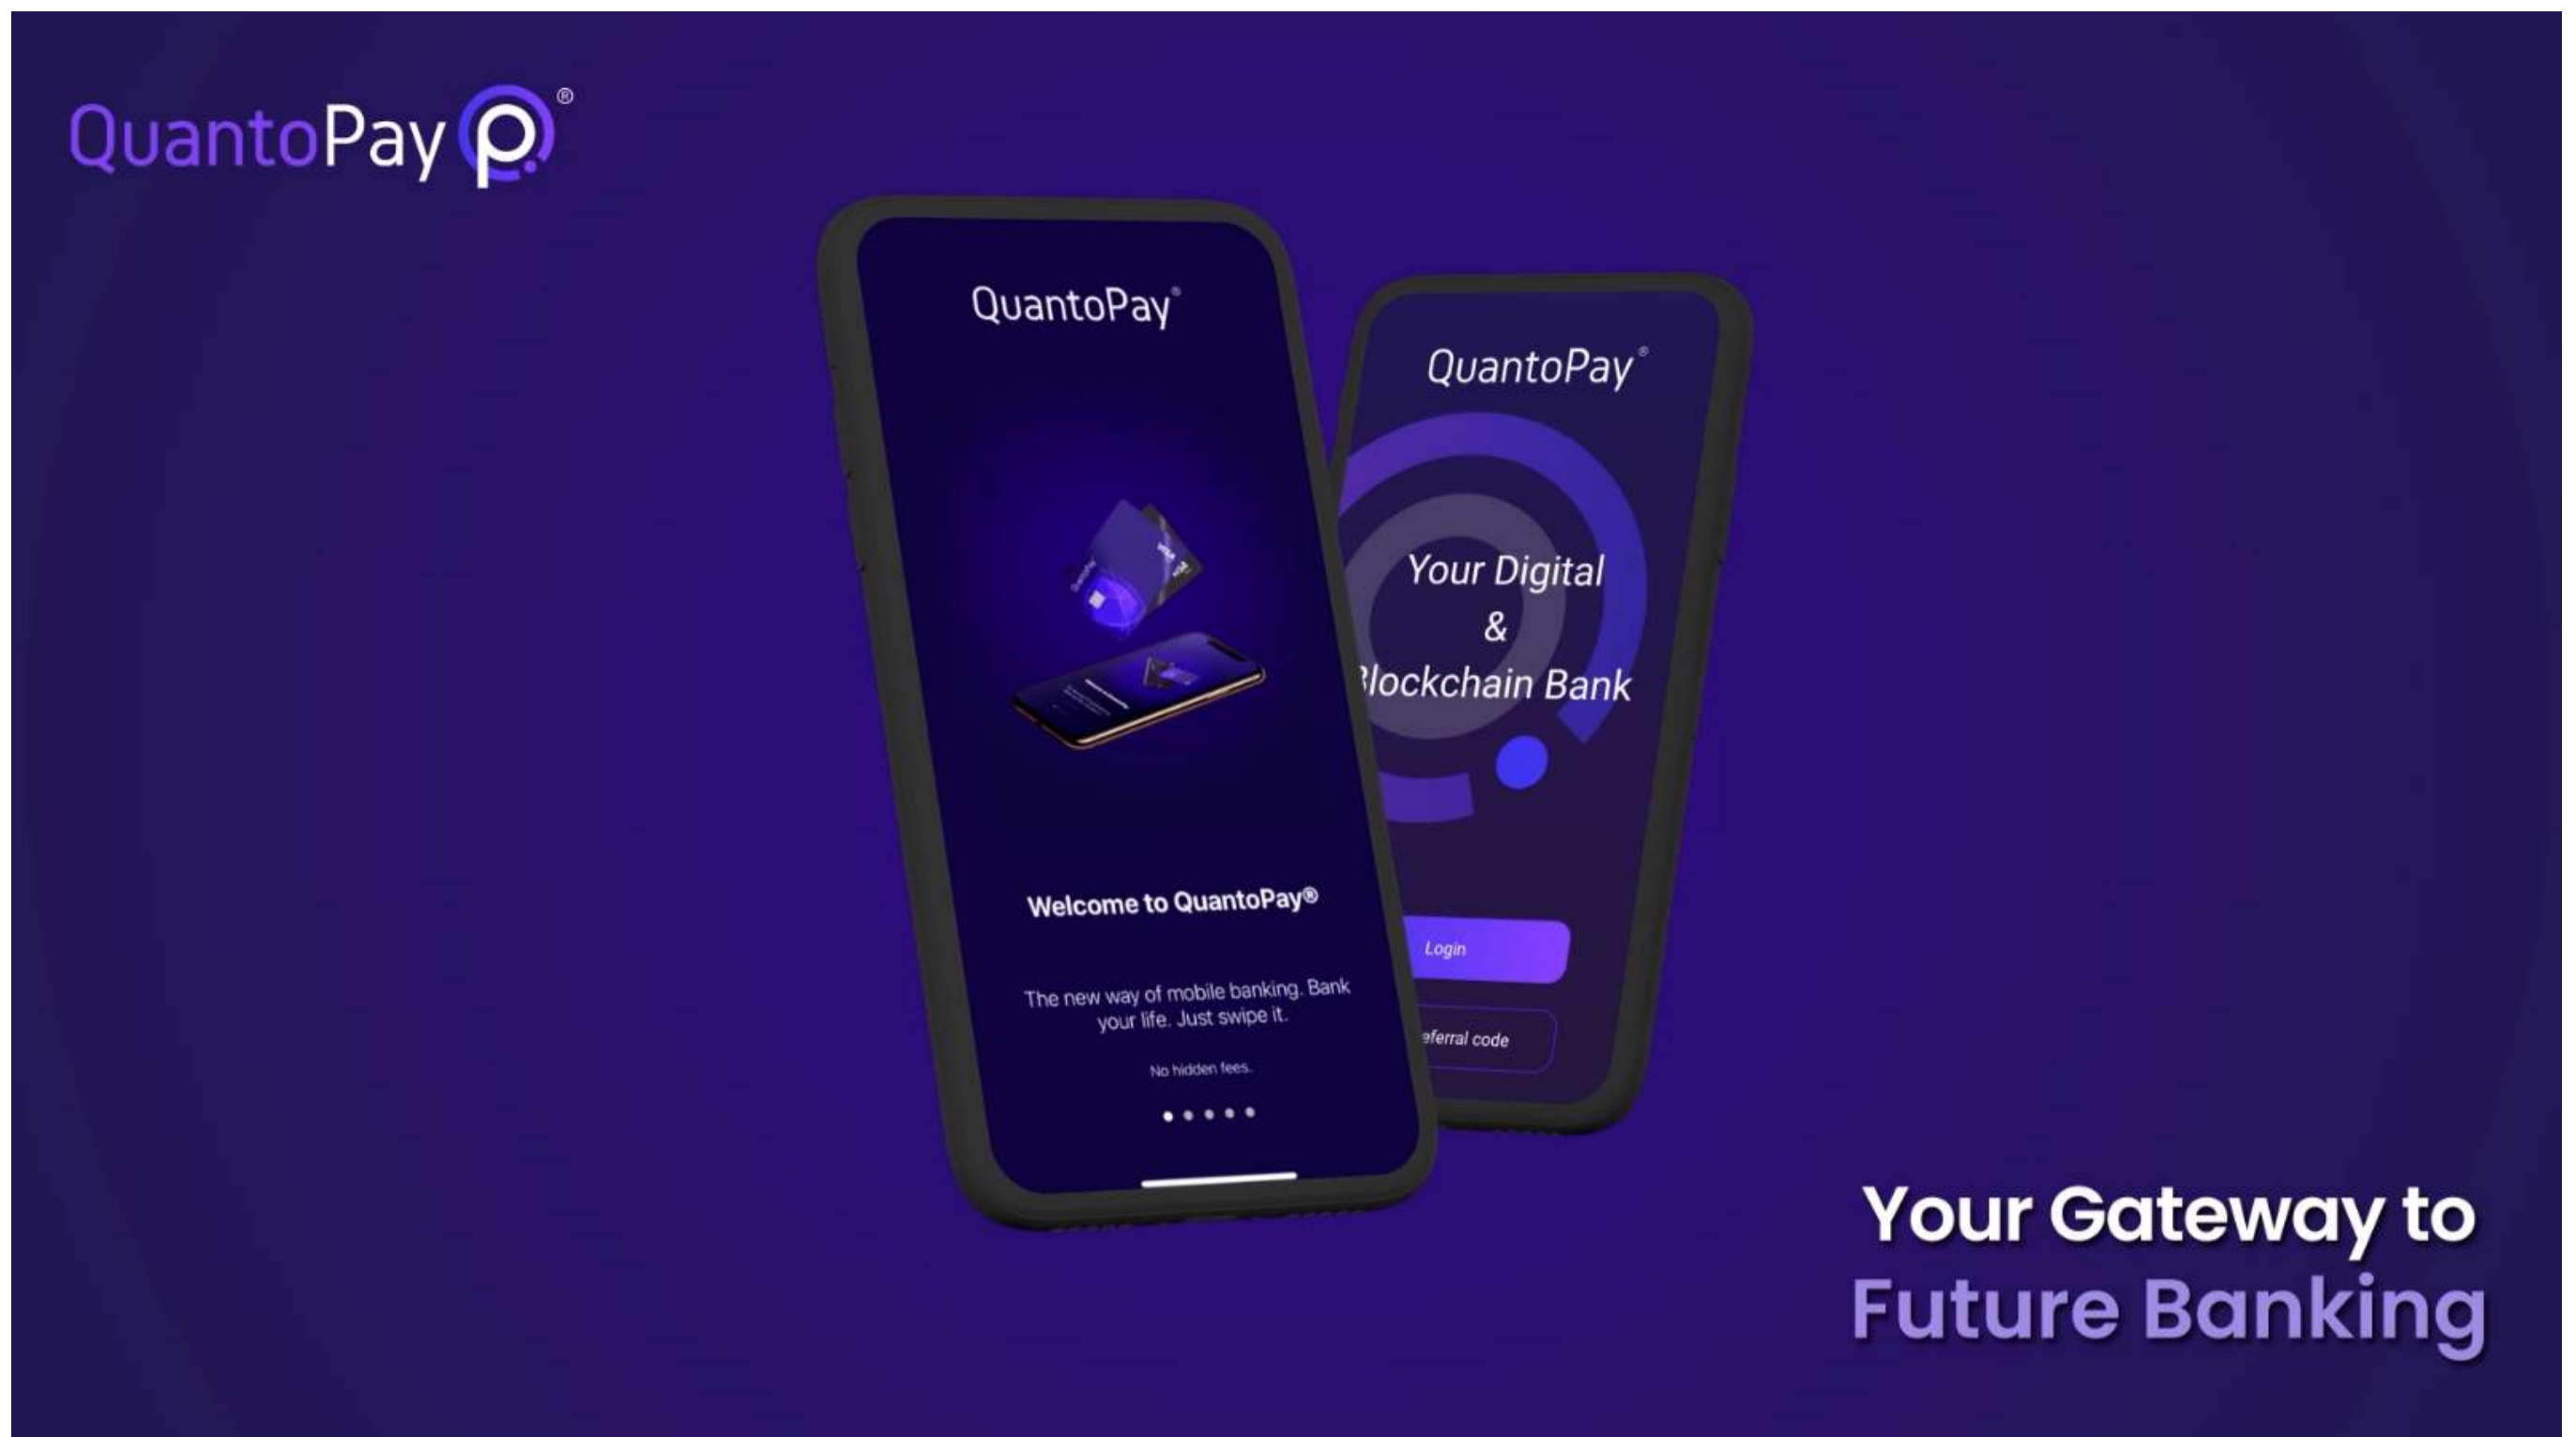 QuantoPay ®
QuantoPay®
Welcome to QuantoPay®
The new way of mobile banking. Bank
your life. Just swipe it.
No hidden fees.
QuantoPay®
Your Digital
&
Blockchain Bank
Login
eferral code
Your Gateway to
Future Banking